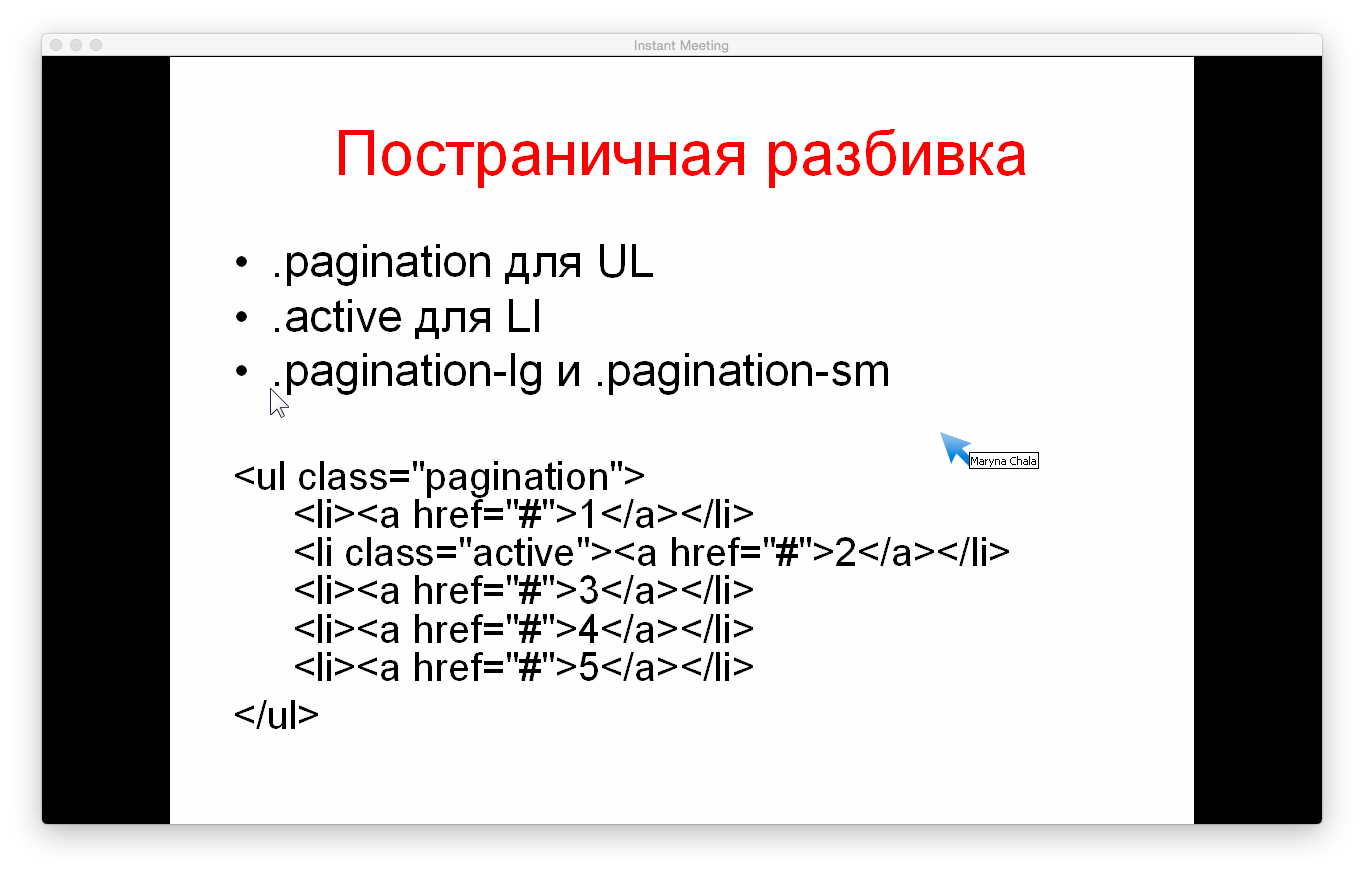 Instant Meeting
Постраничная разбивка
• .pagination для UL
• .active для LI
• .pagination-lg и .pagination-sm
Maryna Chala
<ul class="pagination">
<li><a href="#">1</a></li>
<li class="active"><a href="#">2</a></li>
<li><a href="#">3</a></li>
<li><a href="#">4</a></li>
<li><a href="#">5</a></li>
</ul>